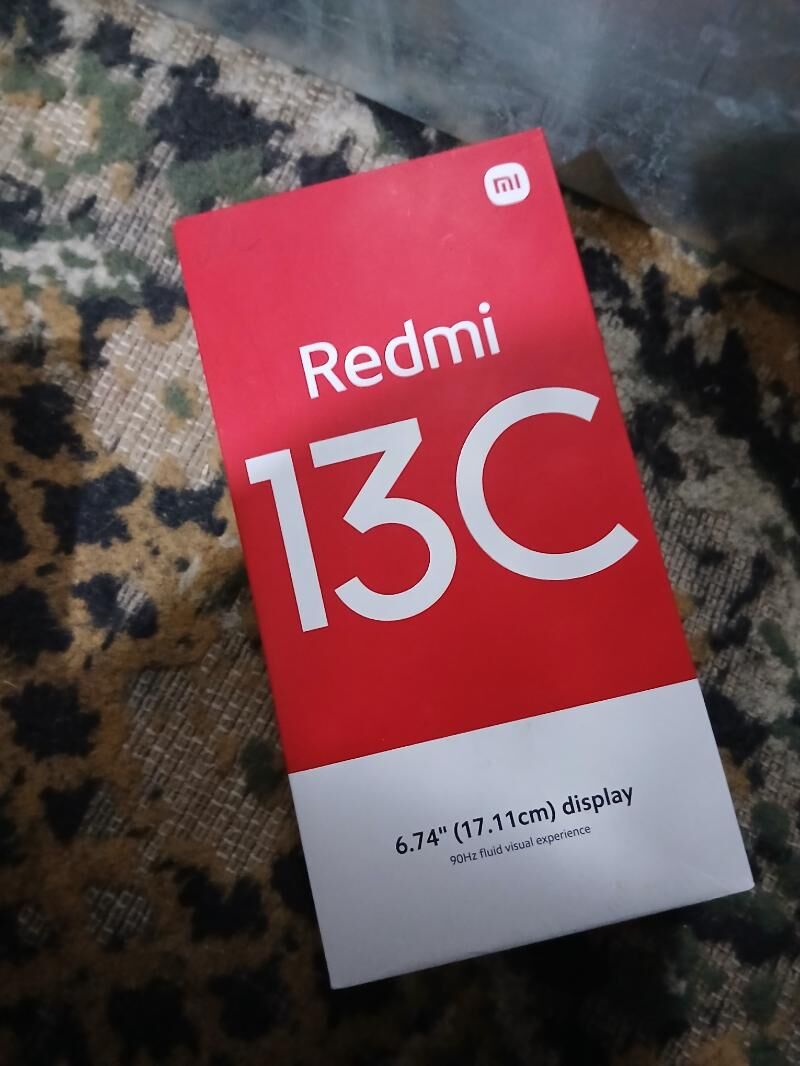 mi
Redmi
13C
6.74" (17.11cm) display
90Hz fluid visual experience